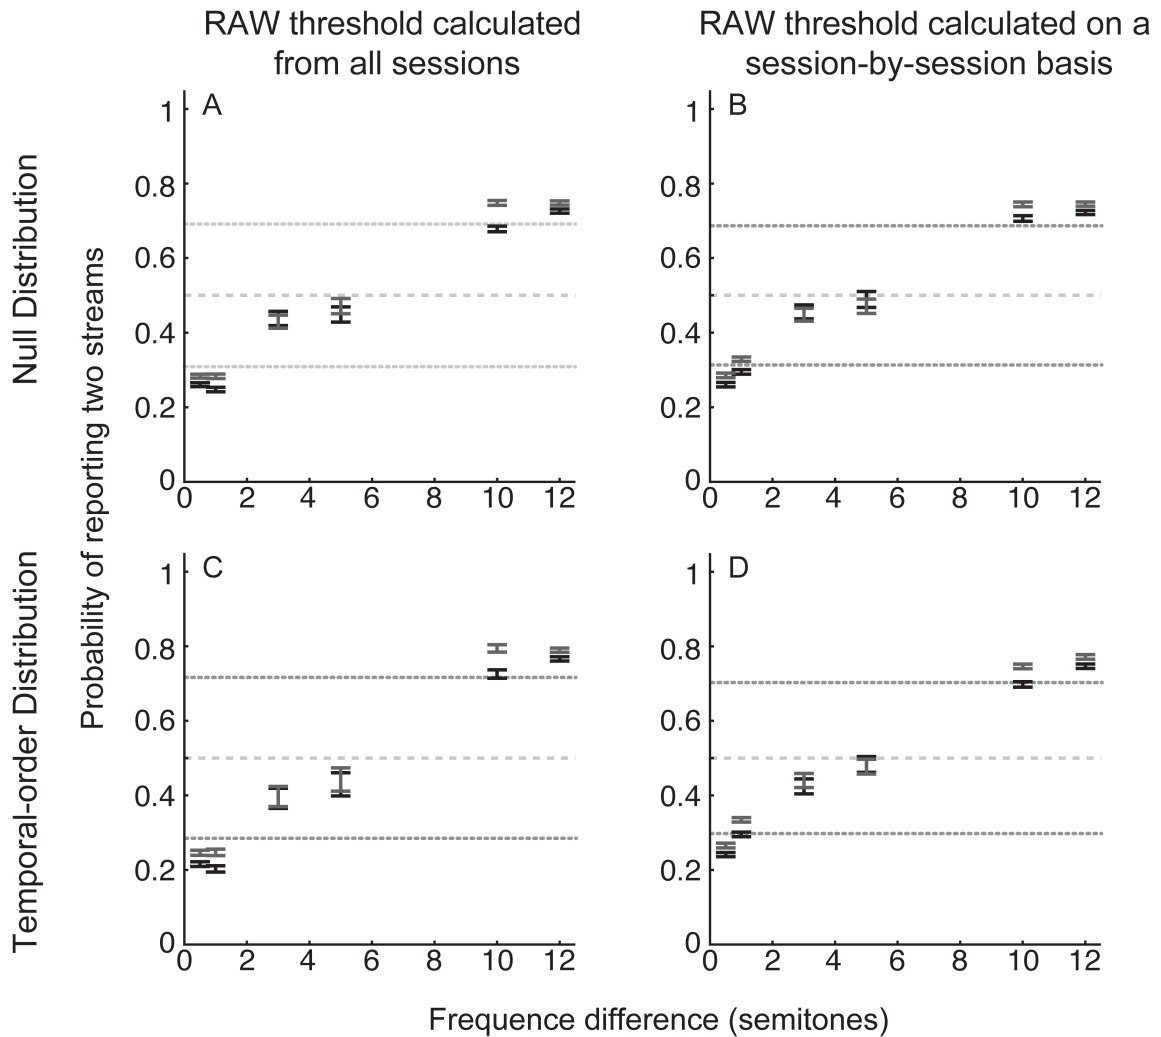 RAW threshold calculated
from all sessions
RAW threshold calculated on a
session-by-session basis
Null Distribution
Temporal-order Distribution
Probability of reporting two streams
A
1
0.8
0.6
0.4
0.2
0
0 2 4 6 8 10 12
B
1
0.8
0.6
0.4
0.2
0
0 2 4 6 8 10 12
C
1
0.8
0.6
0.4
0.2
0
0 2 4 6 8 10 12
D
1
0.8
0.6
0.4
0.2
0
0 2 4 6 8 10 12
Frequence difference (semitones)